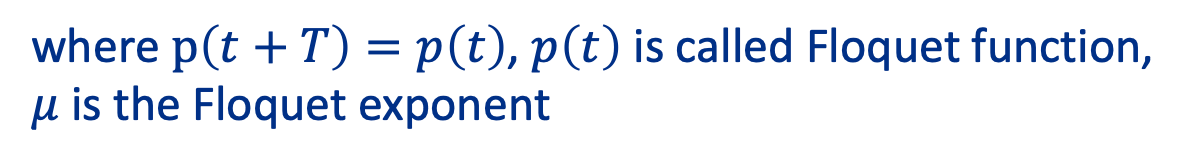 where p(t + T) = p(t), p(t) is called Floquet function,
μ is the Floquet exponent